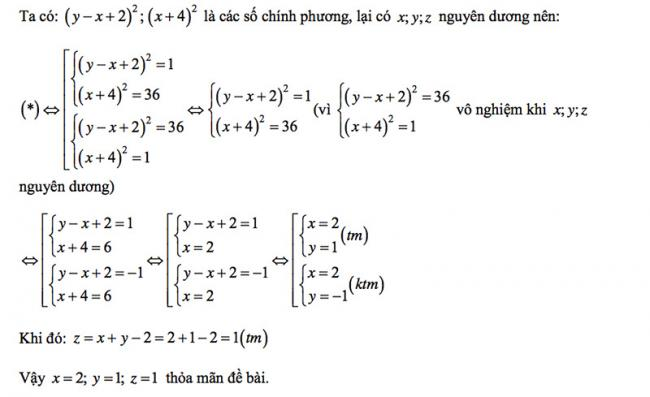 Ta có: (y−x+2)²; (x+4)² là các số chính phương, lại có x; y; z nguyên dương nên:
(*) ⇔ [ { (y−x+2)² = 1 ; (x+4)² = 36 ; { (y−x+2)² = 36 ; (x+4)² = 1 ⇔ { (y−x+2)² = 1 ; (x+4)² = 36 (vì { (y−x+2)² = 36 ; (x+4)² = 1 vô nghiệm khi x; y; z
nguyên dương)
⇔ [ { y−x+2=1 ; x+4=6 ; { y−x+2=−1 ; x+4=6 ⇔ [ { y−x+2=1 ; x=2 ; { y−x+2=−1 ; x=2 ⇔ [ { x=2 ; y=1 (tm) ; { x=2 ; y=−1 (ktm)
Khi đó: z=x+y−2=2+1−2=1(tm)
Vậy x=2; y=1; z=1 thỏa mãn đề bài.